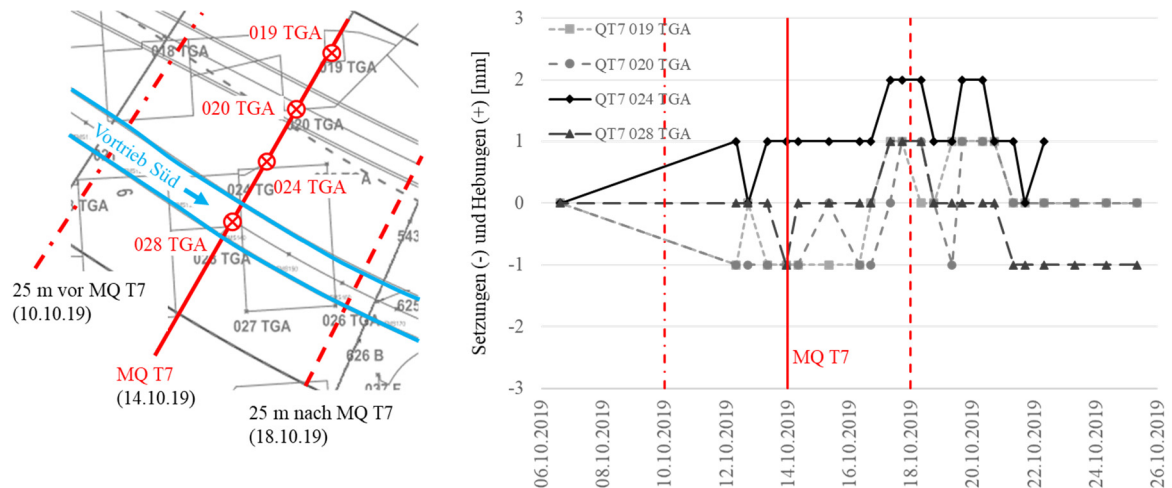 019 TGA
018 TGA
019 TGA
020 TGA
020 TGA
Vortrieb Süd
024 TGA
024 TGA
A
6
TGA
028 TGA
028 TGA
543
625
25 m vor MQ T7
(10.10.19)
027 TGA
026 TGA
626 B
MQ T7
(14.10.19)
25 m nach MQ T7
(18.10.19)
Setzungen (-) und Hebungen (+) [mm]
3
2
1
0
-1
-2
-3
QT7 019 TGA
QT7 020 TGA
QT7 024 TGA
QT7 028 TGA
MQ T7
06.10.2019
08.10.2019
10.10.2019
12.10.2019
14.10.2019
16.10.2019
18.10.2019
20.10.2019
22.10.2019
24.10.2019
26.10.2019